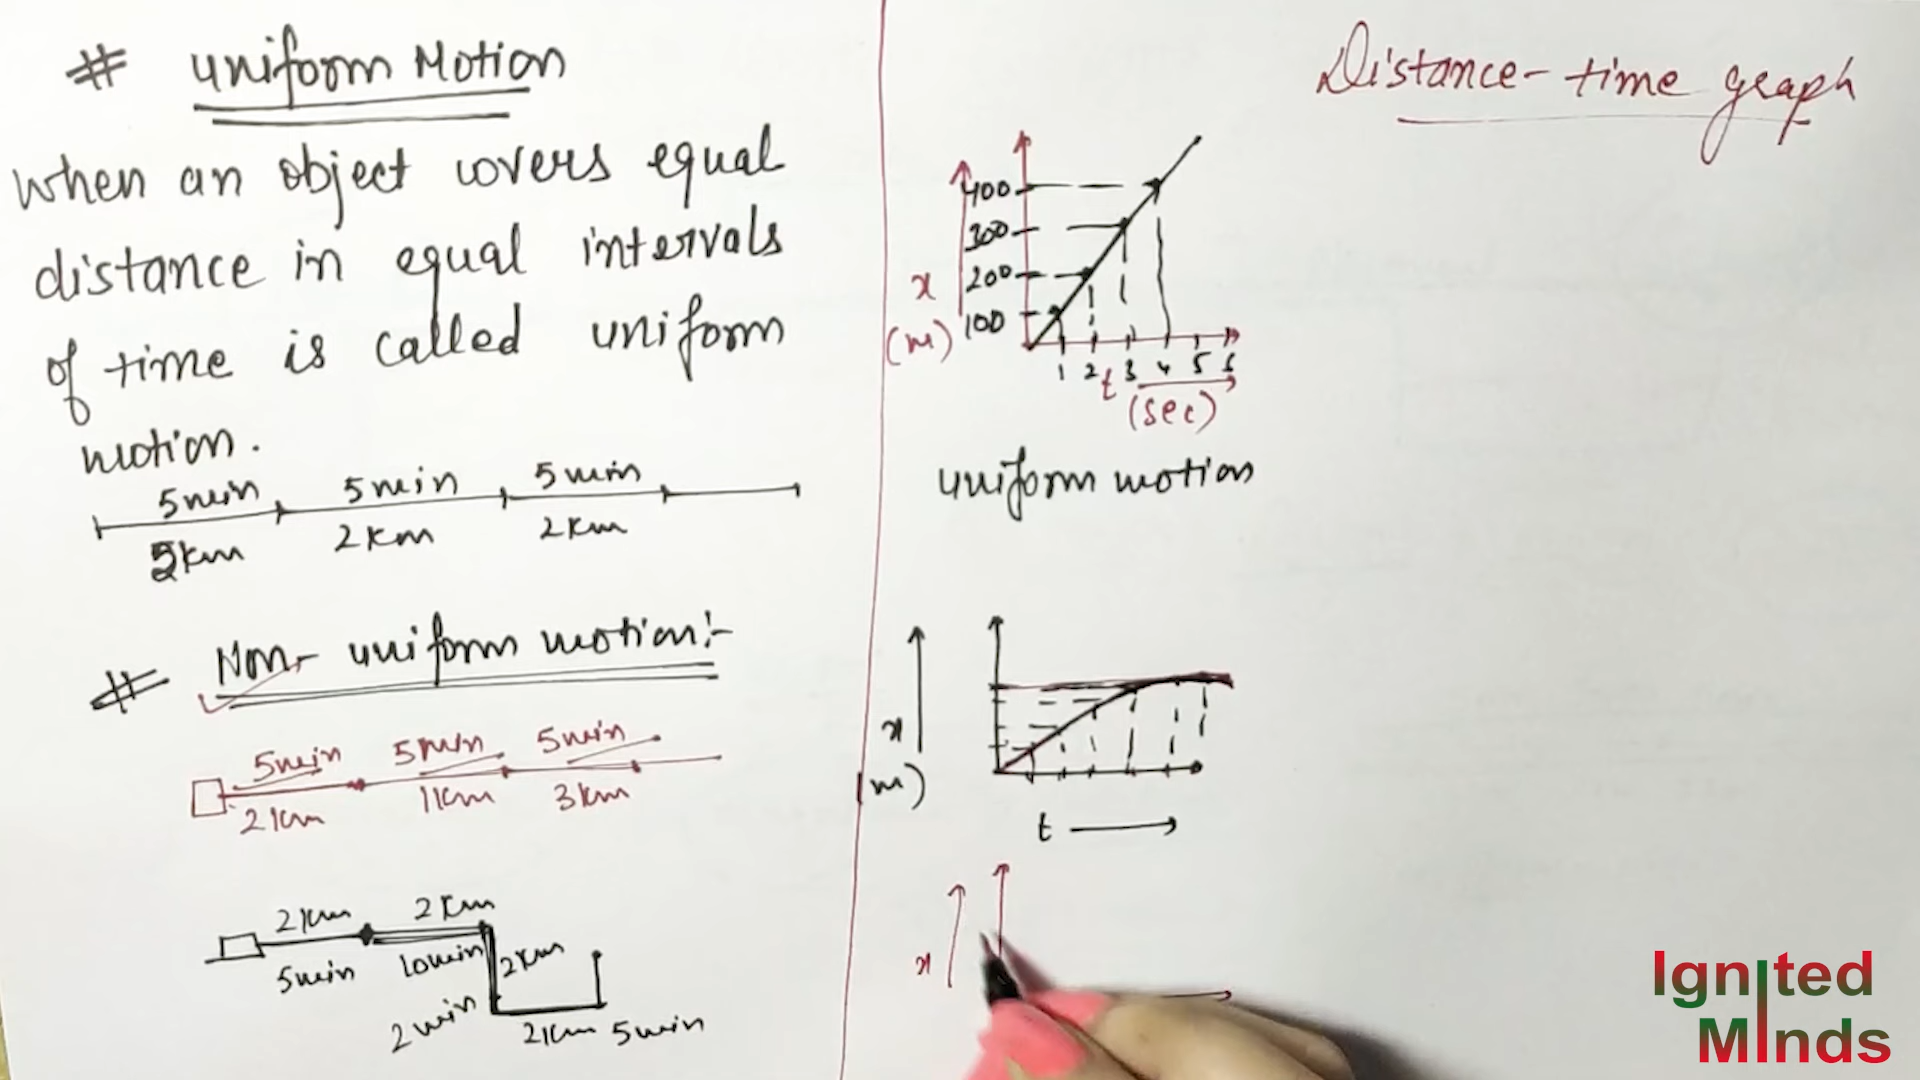 # uniform Motion
when an object covers equal
distance in equal intervals
of time is called uniform
motion.
5min 5min 5min
2km 2km
# Non-uniform motion:-
5min 5min 5min
2km 1km 3km
2km 2km
5min 10min 2km
2min 2km 5min
Distance-time graph
400
300
x 200
(m) 100
1 2 3 4 5 6
t
(sec)
uniform motion
x
(m)
t
x
Ignited
Minds